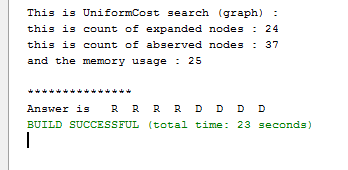 This is UniformCost search (graph) :
this is count of expanded nodes : 24
this is count of abserved nodes : 37
and the memory usage : 25
***************
Answer is R R R R D D D D
BUILD SUCCESSFUL (total time: 23 seconds)